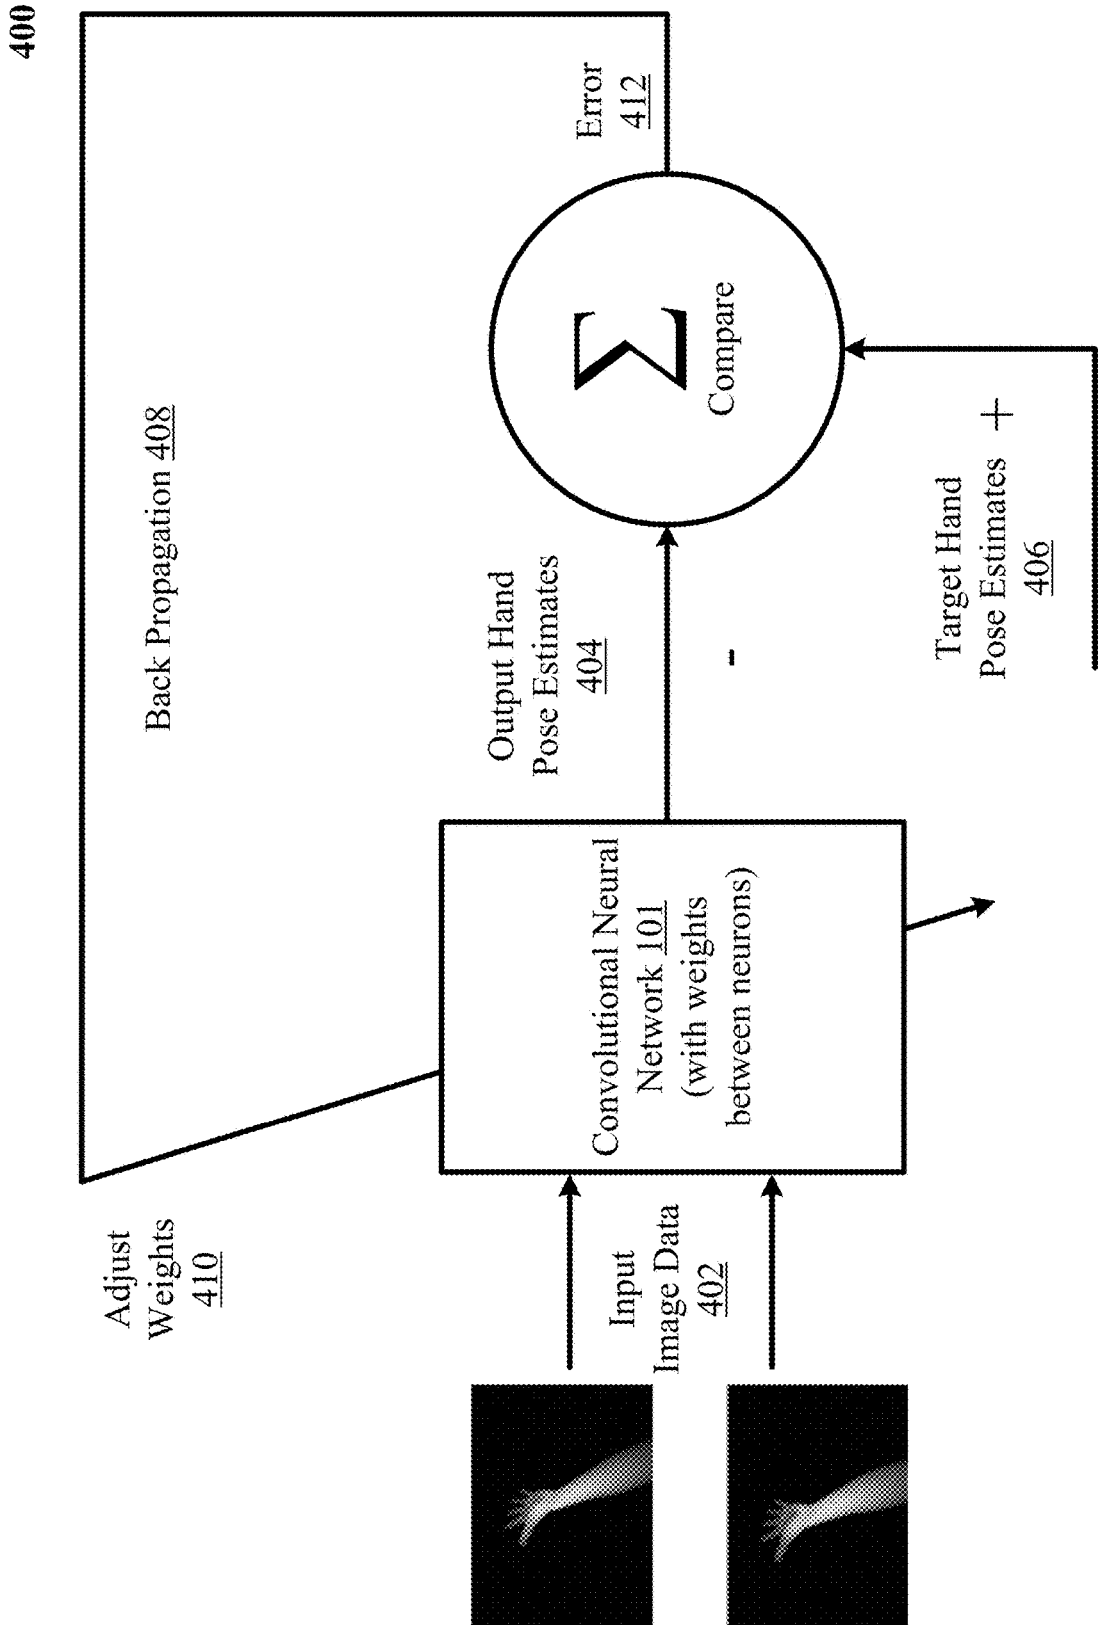 400
Back Propagation 408
Adjust
Weights
410
Error
412
Output Hand
Pose Estimates
404
Σ
Compare
Convolutional Neural
Network 101
(with weights
between neurons)
Input
Image Data
402
-
Target Hand
Pose Estimates +
406